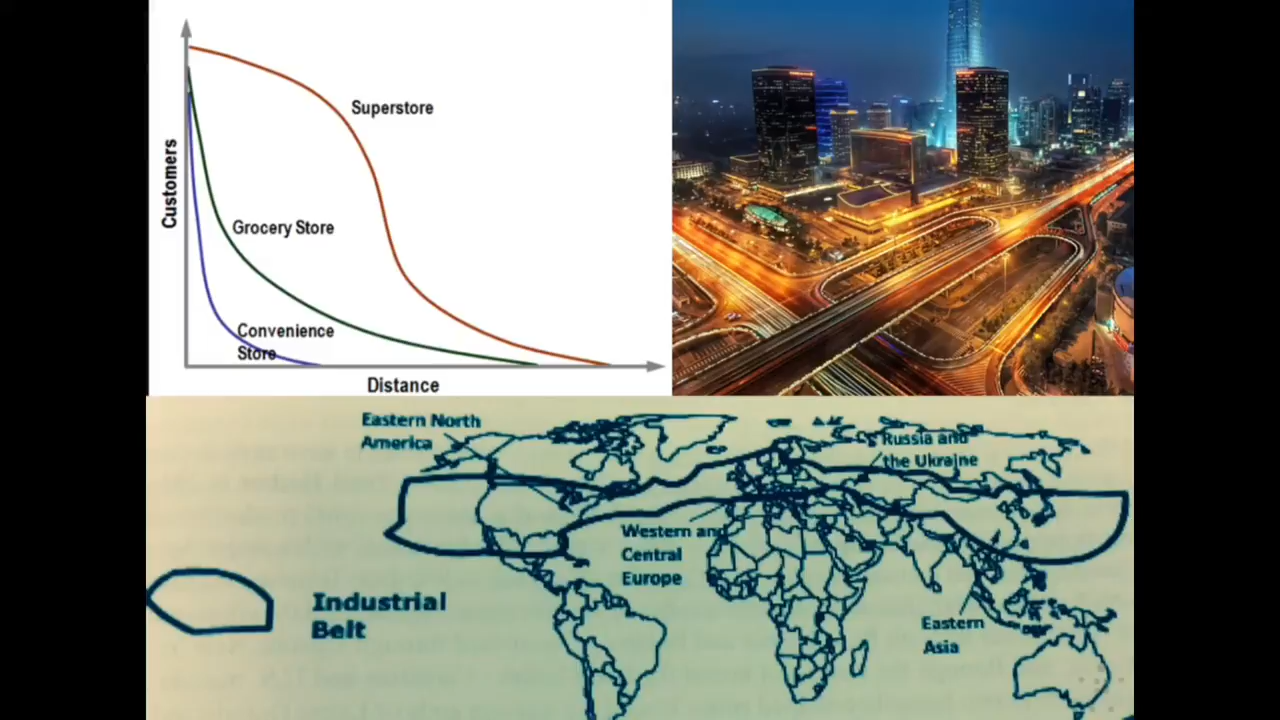 Superstore
Customers
Grocery Store
Convenience
Store
Distance
Eastern North
America
Russia and
the Ukraine
Western and
Central
Europe
Industrial
Belt
Eastern
Asia